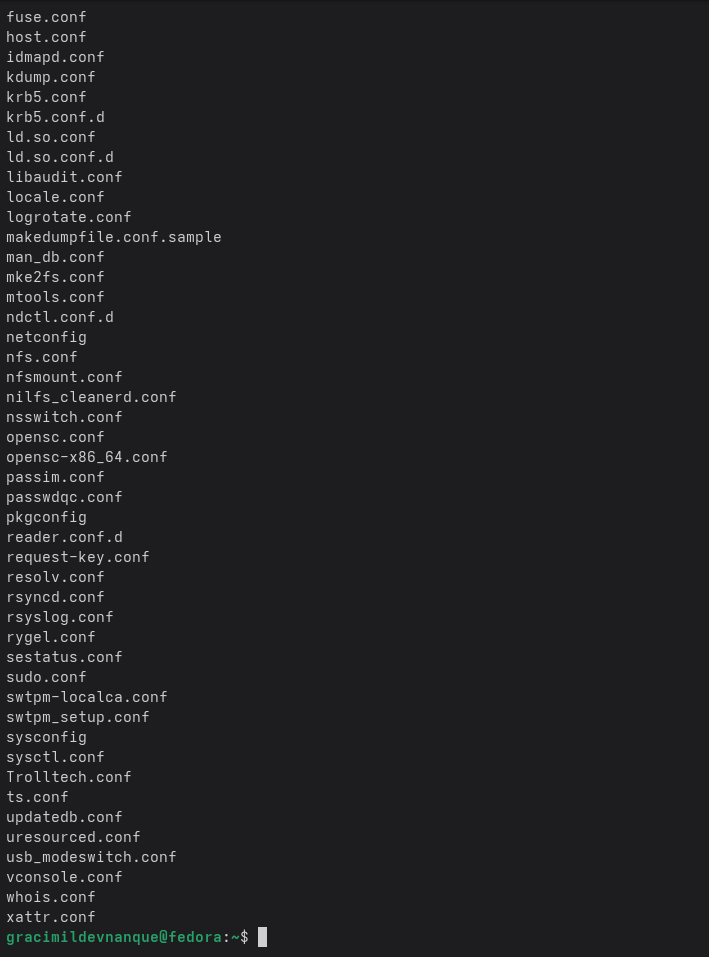 fuse.conf
host.conf
idmapd.conf
kdump.conf
krb5.conf
krb5.conf.d
ld.so.conf
ld.so.conf.d
libaudit.conf
locale.conf
logrotate.conf
makedumpfile.conf.sample
man_db.conf
mke2fs.conf
mtools.conf
ndctl.conf.d
netconfig
nfs.conf
nfsmount.conf
nilfs_cleanerd.conf
nsswitch.conf
opensc.conf
opensc-x86_64.conf
passim.conf
passwdqc.conf
pkgconfig
reader.conf.d
request-key.conf
resolv.conf
rsyncd.conf
rsyslog.conf
rygel.conf
sestatus.conf
sudo.conf
swtpm-localca.conf
swtpm_setup.conf
sysconfig
sysctl.conf
Trolltech.conf
ts.conf
updatedb.conf
uresourced.conf
usb_modeswitch.conf
vconsole.conf
whois.conf
xattr.conf
gracimildevnanque@fedora:~$